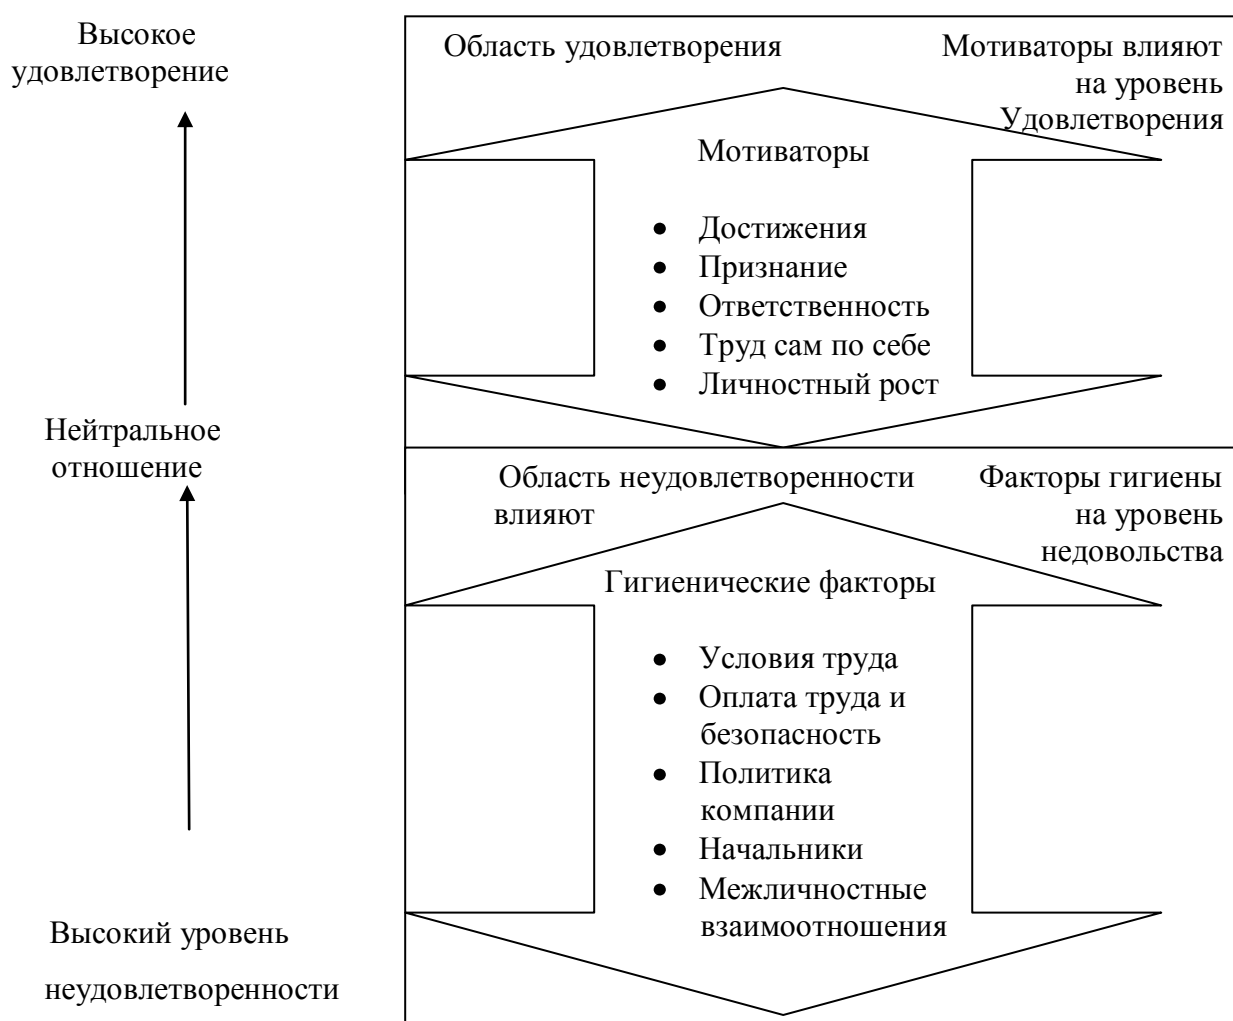 Высокое
удовлетворение
Нейтральное
отношение
Высокий уровень
неудовлетворенности
Область удовлетворения
Мотиваторы влияют
на уровень
Удовлетворения
Мотиваторы
• Достижения
• Признание
• Ответственность
• Труд сам по себе
• Личностный рост
Область неудовлетворенности
влияют
Факторы гигиены
на уровень
недовольства
Гигиенические факторы
• Условия труда
• Оплата труда и
безопасность
• Политика
компании
• Начальники
• Межличностные
взаимоотношения